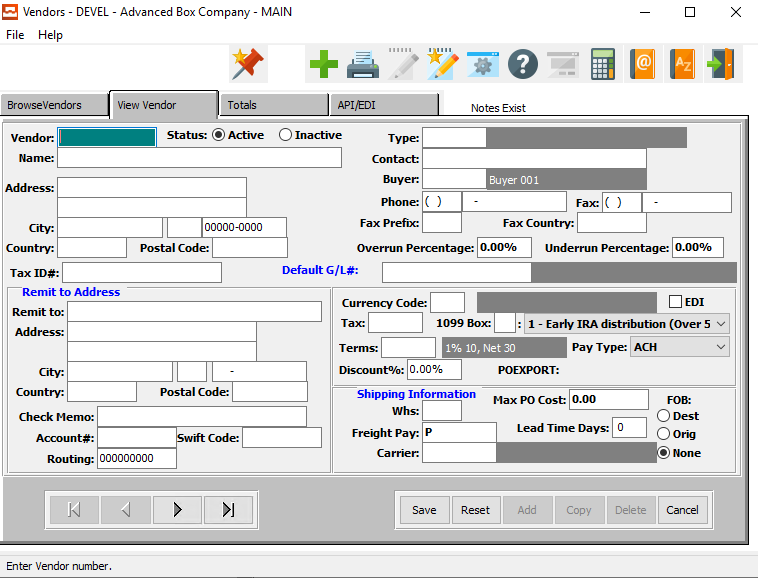 Vendors - DEVEL - Advanced Box Company - MAIN
File Help
BrowseVendors View Vendor Totals API/EDI Notes Exist
Vendor: Status: Active Inactive Type:
Name: Contact:
Buyer: Buyer 001
Address: Phone: ( ) - Fax: ( ) -
City: 00000-0000 Fax Prefix: Fax Country:
Country: Postal Code: Overrun Percentage: 0.00% Underrun Percentage: 0.00%
Tax ID#: Default G/L#:
Remit to Address
Remit to:
Address:
City: -
Country: Postal Code:
Check Memo:
Account#: Swift Code:
Routing: 000000000
Currency Code: EDI
Tax: 1099 Box: : 1 - Early IRA distribution (Over 5
Terms: 1% 10, Net 30 Pay Type: ACH
Discount%: 0.00% POEXPORT:
Shipping Information Max PO Cost: 0.00 FOB:
Whs: Dest
Freight Pay: P Lead Time Days: 0 Orig
Carrier: None
Save Reset Add Copy Delete Cancel
Enter Vendor number.